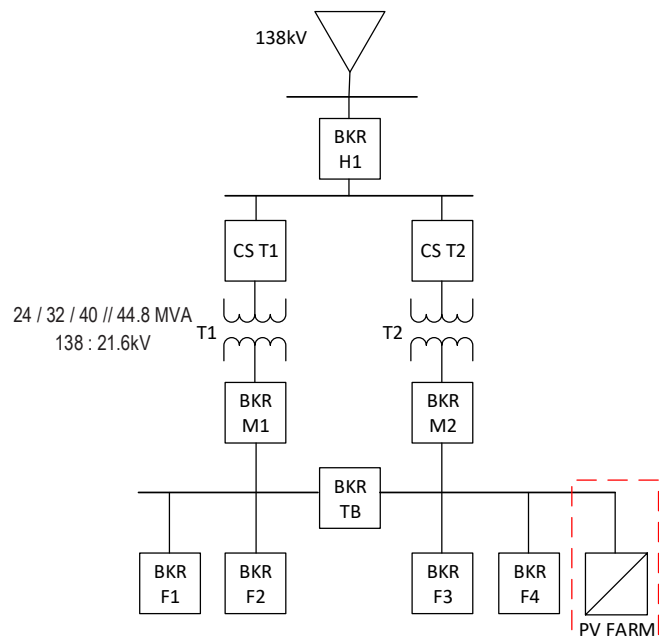 138kV
BKR
H1
CS T1
CS T2
24 / 32 / 40 // 44.8 MVA
138 : 21.6kV
T1
T2
BKR
M1
BKR
M2
BKR
TB
BKR
F1
BKR
F2
BKR
F3
BKR
F4
PV FARM